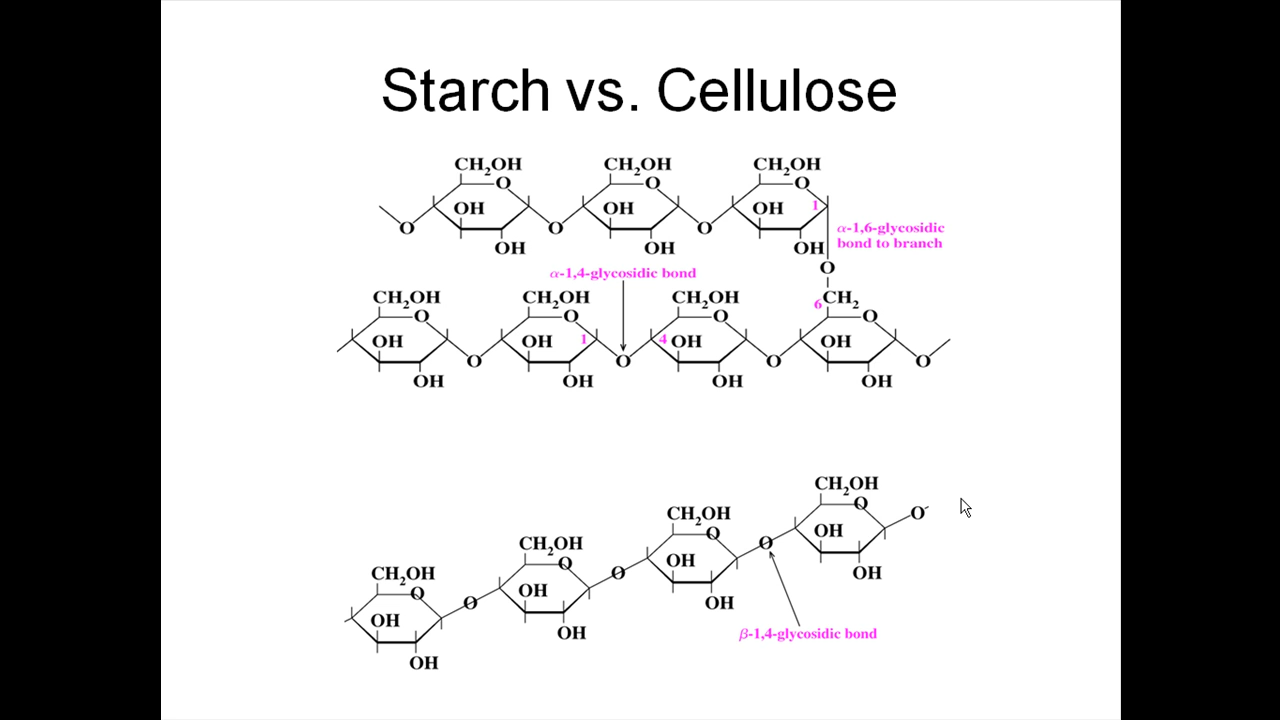 Starch vs. Cellulose
CH₂OH CH₂OH CH₂OH
O O O
OH OH OH 1
O O O
OH OH OH
α-1,6-glycosidic
bond to branch
O
α-1,4-glycosidic bond
CH₂OH CH₂OH CH₂OH 6 CH₂
O O O O
OH OH 1 4 OH OH
O O O O
OH OH OH OH
CH₂OH
O O
CH₂OH
O OH
O
CH₂OH
O OH OH
O
CH₂OH
O OH OH
O
OH OH
OH
β-1,4-glycosidic bond
OH